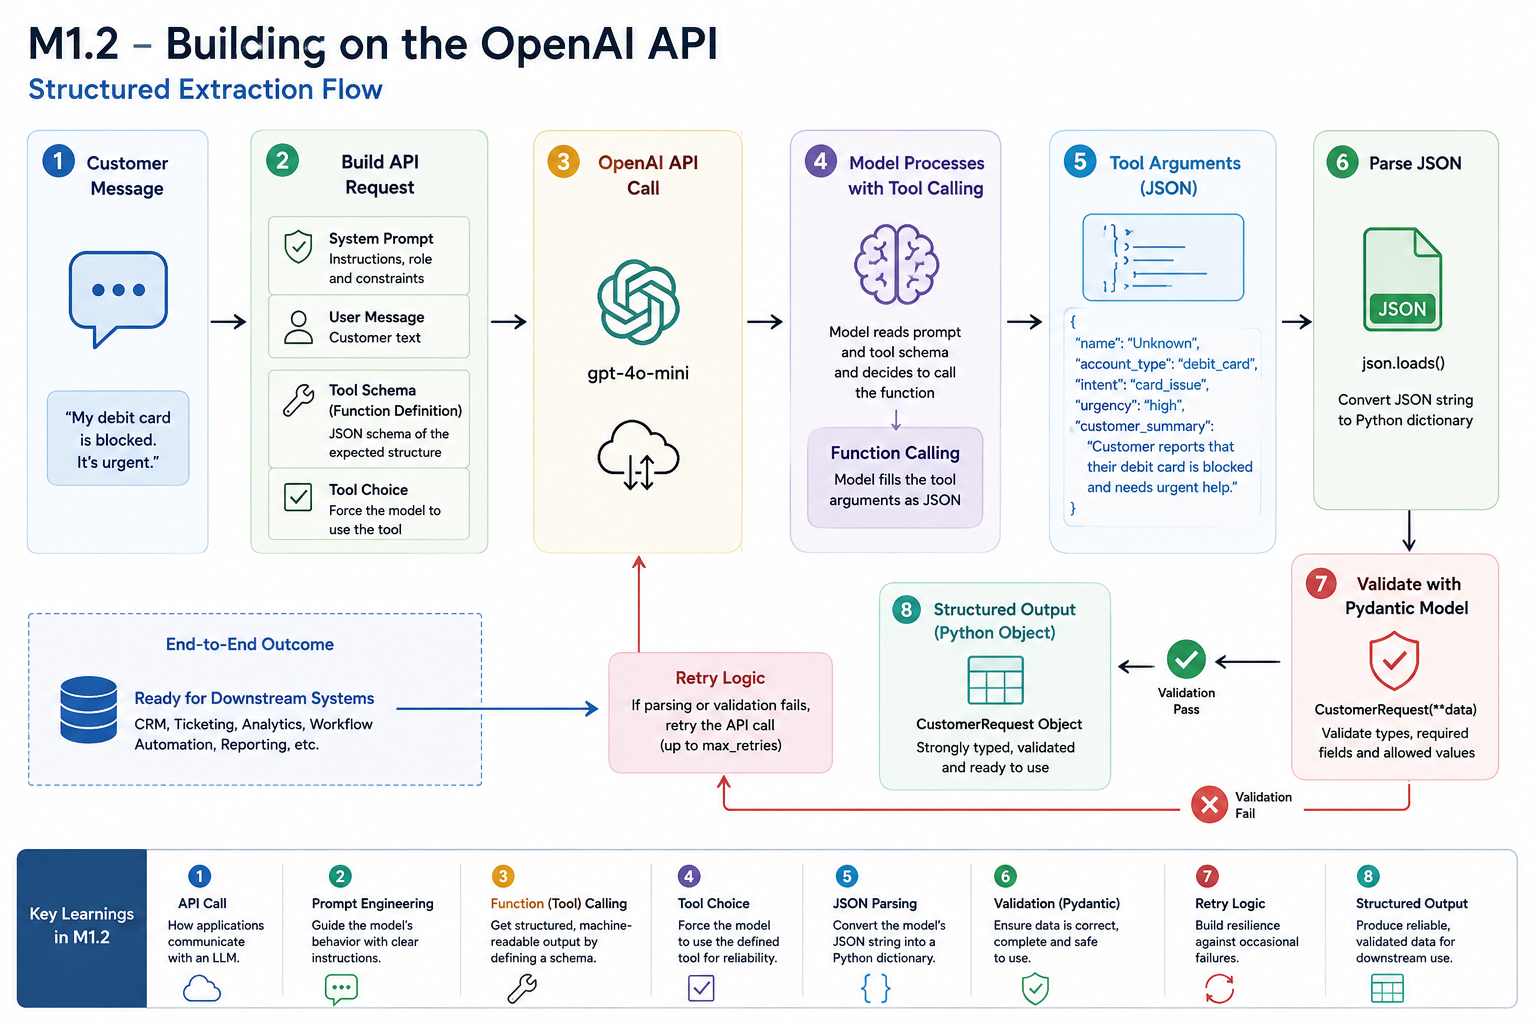 M1.2 – Building on the OpenAI API
Structured Extraction Flow
1
Customer
Message
“My debit card
is blocked.
It’s urgent.”
2
Build API
Request
System Prompt
Instructions, role
and constraints
User Message
Customer text
Tool Schema
(Function Definition)
JSON schema of the
expected structure
Tool Choice
Force the model to
use the tool
3
OpenAI API
Call
gpt-4o-mini
4
Model Processes
with Tool Calling
Model reads prompt
and tool schema
and decides to call
the function
Function Calling
Model fills the tool
arguments as JSON
5
Tool Arguments
(JSON)
{
"name": "Unknown",
"account_type": "debit_card",
"intent": "card_issue",
"urgency": "high",
"customer_summary":
"Customer reports that
their debit card is blocked
and needs urgent help."
}
6
Parse JSON
JSON
json.loads()
Convert JSON string
to Python dictionary
7
Validate with
Pydantic Model
CustomerRequest(**data)
Validate types, required
fields and allowed values
Validation
Pass
8
Structured Output
(Python Object)
CustomerRequest Object
Strongly typed, validated
and ready to use
Validation
Fail
Retry Logic
If parsing or validation fails,
retry the API call
(up to max_retries)
End-to-End Outcome
Ready for Downstream Systems
CRM, Ticketing, Analytics, Workflow
Automation, Reporting, etc.
Key Learnings
in M1.2
1
API Call
How applications
communicate
with an LLM.
2
Prompt Engineering
Guide the model’s
behavior with clear
instructions.
3
Function (Tool) Calling
Get structured, machine-
readable output by
defining a schema.
4
Tool Choice
Force the model
to use the defined
tool for reliability.
5
JSON Parsing
Convert the model’s
JSON string into a
Python dictionary.
{ }
6
Validation (Pydantic)
Ensure data is correct,
complete and safe
to use.
7
Retry Logic
Build resilience
against occasional
failures.
8
Structured Output
Produce reliable,
validated data for
downstream use.